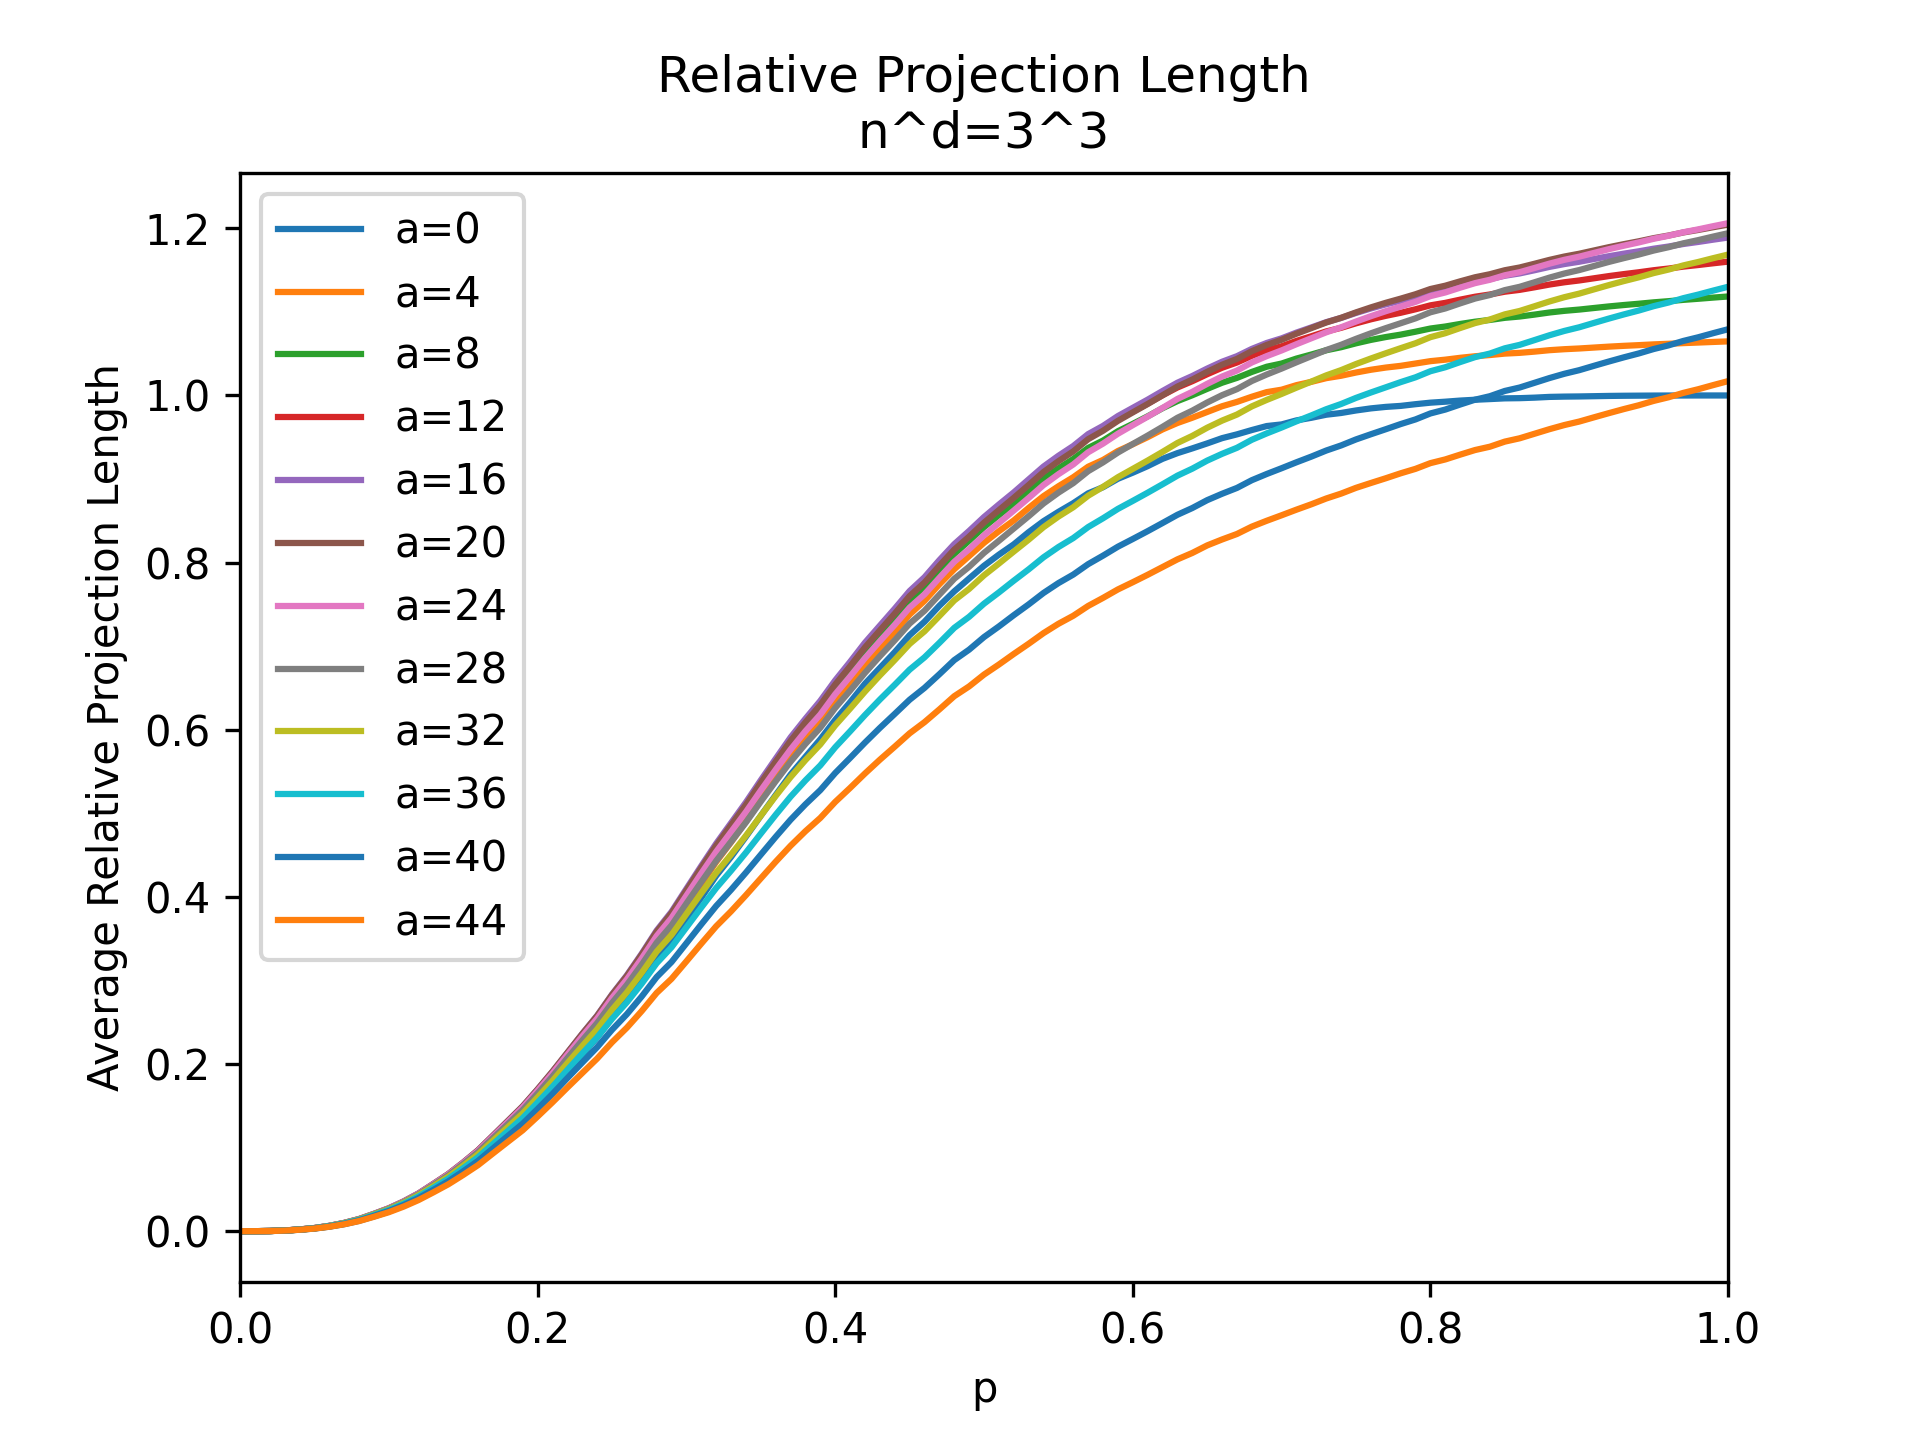 Relative Projection Length
n^d=3^3
Average Relative Projection Length
1.2
1.0
0.8
0.6
0.4
0.2
0.0
a=0
a=4
a=8
a=12
a=16
a=20
a=24
a=28
a=32
a=36
a=40
a=44
0.0 0.2 0.4 0.6 0.8 1.0
p